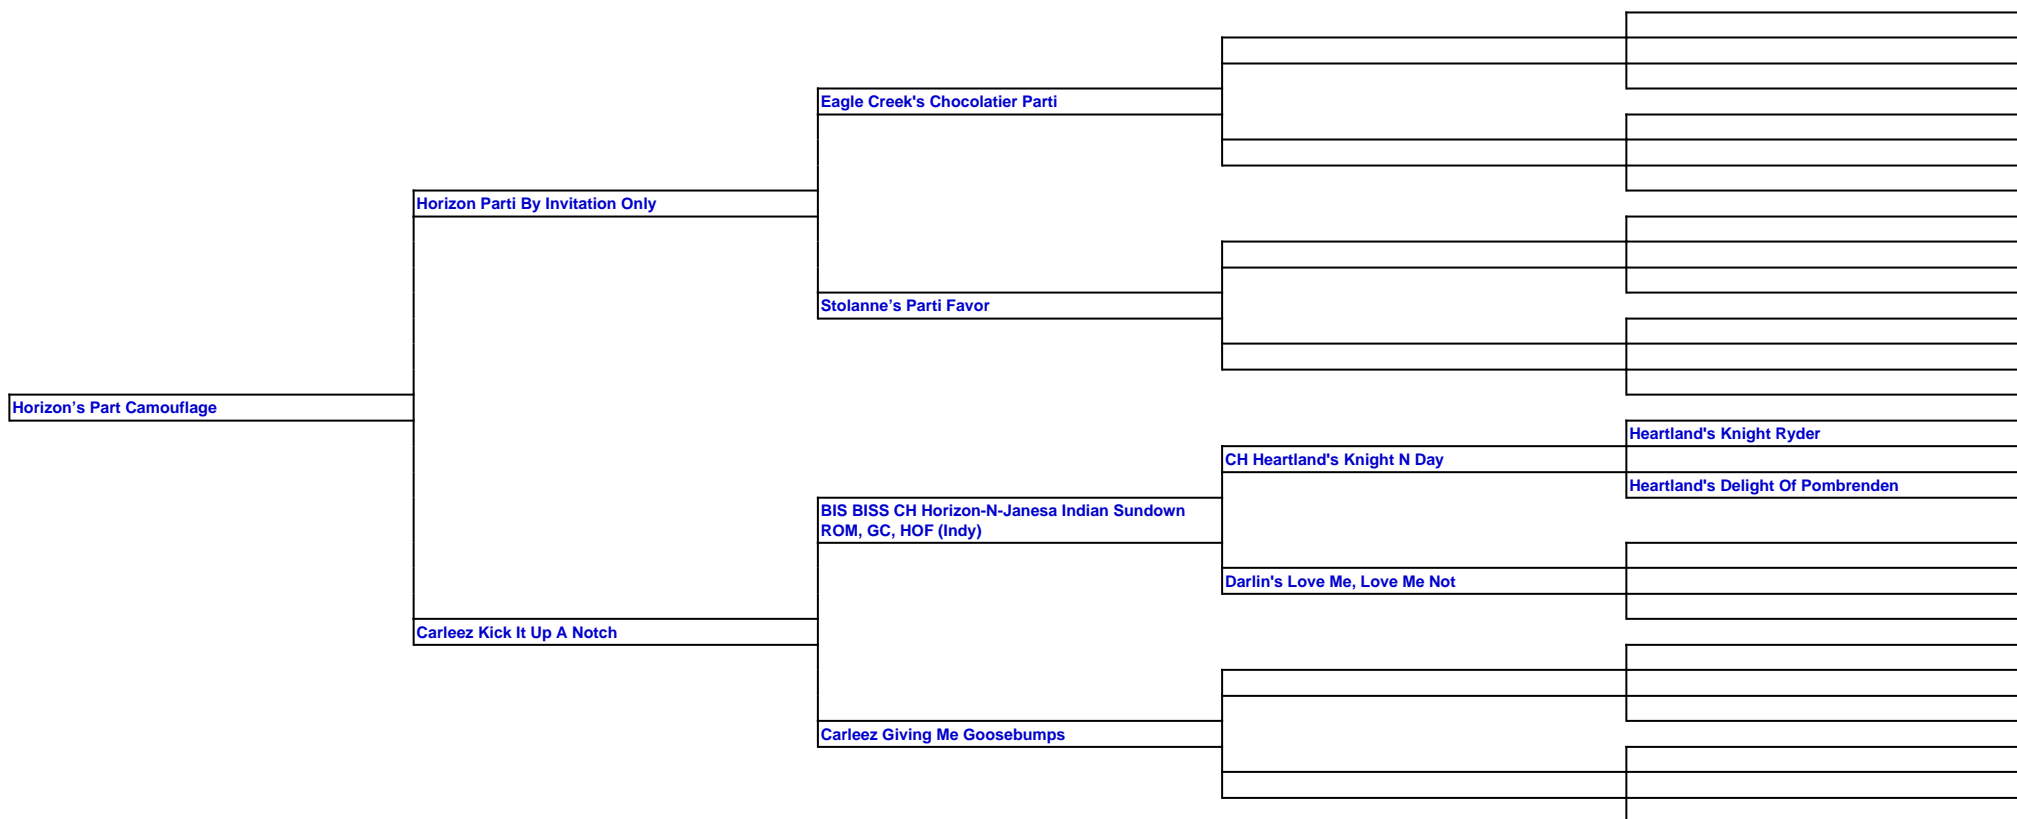 Eagle Creek's Chocolatier Parti
Horizon Parti By Invitation Only
Stolanne’s Parti Favor
Horizon’s Part Camouflage
Heartland's Knight Ryder
CH Heartland's Knight N Day
Heartland's Delight Of Pombrenden
BIS BISS CH Horizon-N-Janesa Indian Sundown
ROM, GC, HOF (Indy)
Darlin's Love Me, Love Me Not
Carleez Kick It Up A Notch
Carleez Giving Me Goosebumps